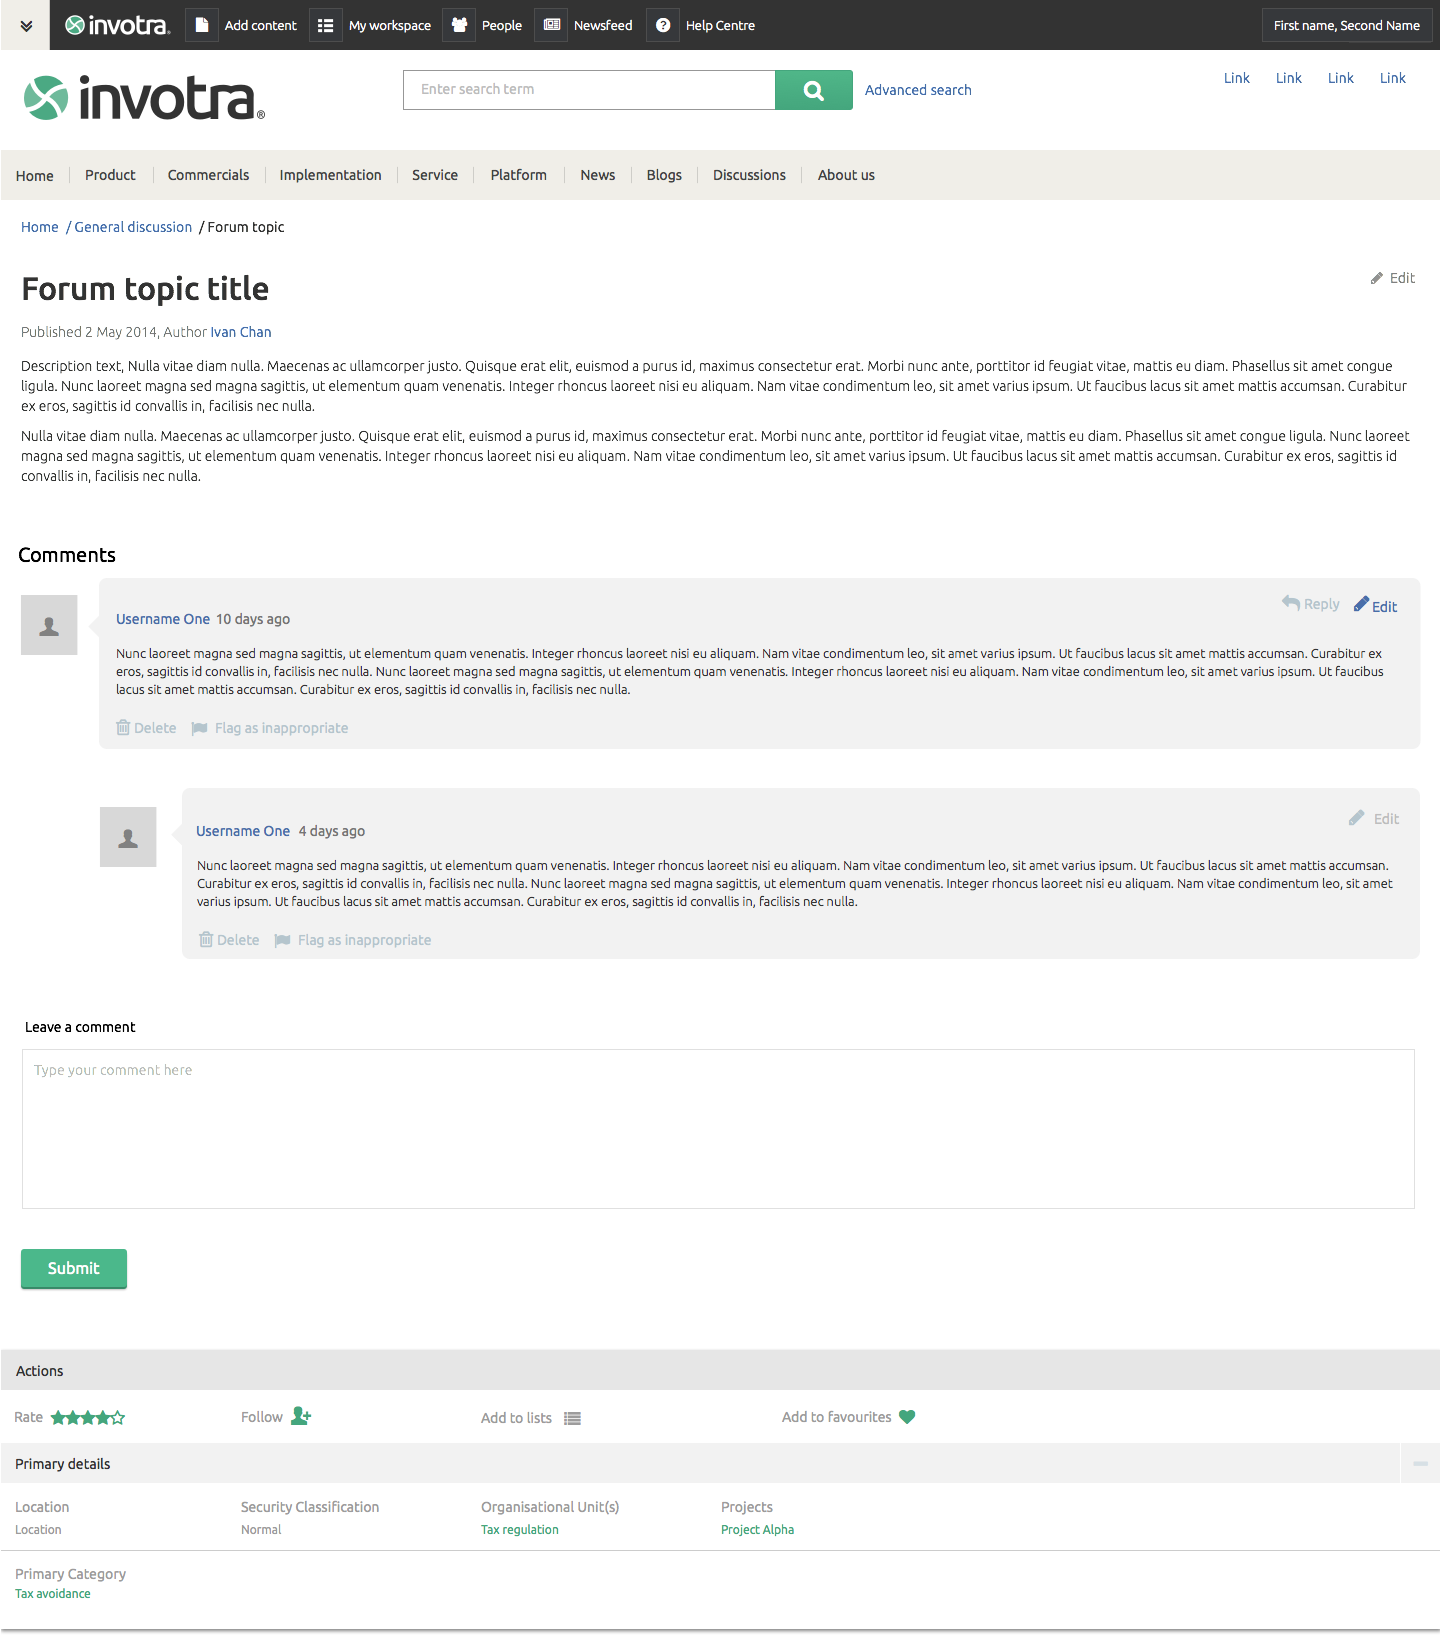 invotra. Add content My workspace People Newsfeed Help Centre First name, Second Name
invotra® Enter search term Advanced search Link Link Link Link
Home Product Commercials Implementation Service Platform News Blogs Discussions About us
Home / General discussion / Forum topic
Forum topic title
Edit
Published 2 May 2014, Author Ivan Chan
Description text, Nulla vitae diam nulla. Maecenas ac ullamcorper justo. Quisque erat elit, euismod a purus id, maximus consectetur erat. Morbi nunc ante, porttitor id feugiat vitae, mattis eu diam. Phasellus sit amet congue
ligula. Nunc laoreet magna sed magna sagittis, ut elementum quam venenatis. Integer rhoncus laoreet nisi eu aliquam. Nam vitae condimentum leo, sit amet varius ipsum. Ut faucibus lacus sit amet mattis accumsan. Curabitur
ex eros, sagittis id convallis in, facilisis nec nulla.
Nulla vitae diam nulla. Maecenas ac ullamcorper justo. Quisque erat elit, euismod a purus id, maximus consectetur erat. Morbi nunc ante, porttitor id feugiat vitae, mattis eu diam. Phasellus sit amet congue ligula. Nunc laoreet
magna sed magna sagittis, ut elementum quam venenatis. Integer rhoncus laoreet nisi eu aliquam. Nam vitae condimentum leo, sit amet varius ipsum. Ut faucibus lacus sit amet mattis accumsan. Curabitur ex eros, sagittis id
convallis in, facilisis nec nulla.
Comments
Reply Edit
Username One 10 days ago
Nunc laoreet magna sed magna sagittis, ut elementum quam venenatis. Integer rhoncus laoreet nisi eu aliquam. Nam vitae condimentum leo, sit amet varius ipsum. Ut faucibus lacus sit amet mattis accumsan. Curabitur ex
eros, sagittis id convallis in, facilisis nec nulla. Nunc laoreet magna sed magna sagittis, ut elementum quam venenatis. Integer rhoncus laoreet nisi eu aliquam. Nam vitae condimentum leo, sit amet varius ipsum. Ut faucibus
lacus sit amet mattis accumsan. Curabitur ex eros, sagittis id convallis in, facilisis nec nulla.
Delete Flag as inappropriate
Edit
Username One 4 days ago
Nunc laoreet magna sed magna sagittis, ut elementum quam venenatis. Integer rhoncus laoreet nisi eu aliquam. Nam vitae condimentum leo, sit amet varius ipsum. Ut faucibus lacus sit amet mattis accumsan.
Curabitur ex eros, sagittis id convallis in, facilisis nec nulla. Nunc laoreet magna sed magna sagittis, ut elementum quam venenatis. Integer rhoncus laoreet nisi eu aliquam. Nam vitae condimentum leo, sit amet
varius ipsum. Ut faucibus lacus sit amet mattis accumsan. Curabitur ex eros, sagittis id convallis in, facilisis nec nulla.
Delete Flag as inappropriate
Leave a comment
Type your comment here
Submit
Actions
Rate Follow Add to lists Add to favourites
Primary details
Location Security Classification Organisational Unit(s) Projects
Location Normal Tax regulation Project Alpha
Primary Category
Tax avoidance